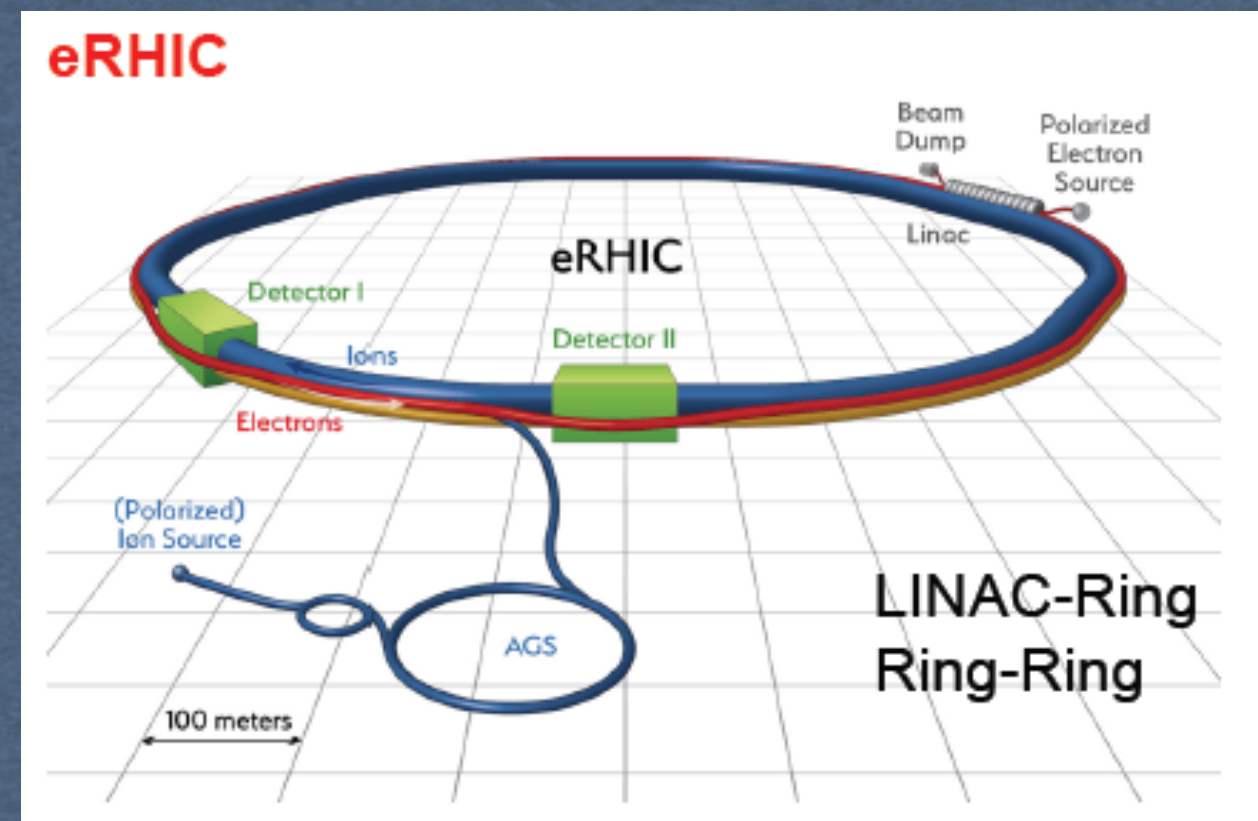 eRHIC
Beam
Dump
Polarized
Electron
Source
Linac
eRHIC
Detector I
Ions
Detector II
Electrons
(Polarized)
Ion Source
AGS
LINAC-Ring
Ring-Ring
100 meters